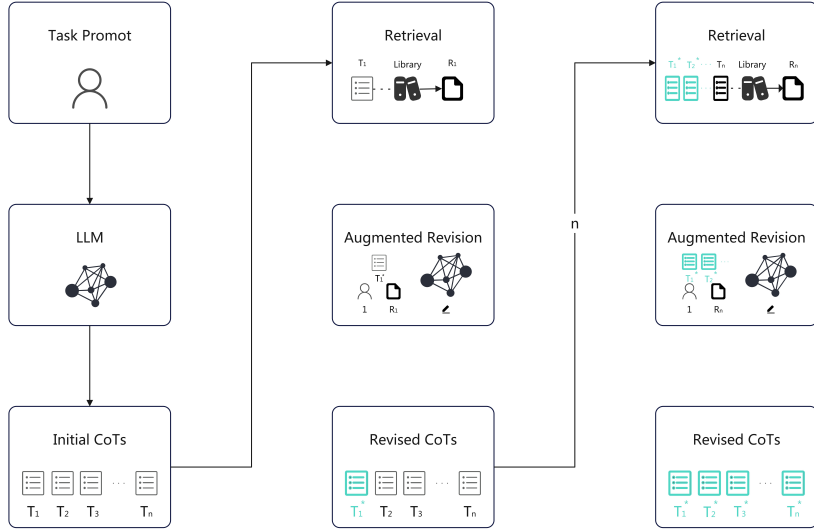 Task Promot
LLM
Initial CoTs
T₁ T₂ T₃ ... Tₙ
Retrieval
T₁ Library R₁
Augmented Revision
T₁*
1 R₁
Revised CoTs
T₁* T₂ T₃ ... Tₙ
n
Retrieval
T₁* T₂* ... Tₙ Library Rₙ
Augmented Revision
T₁* T₂* ...
1 Rₙ
Revised CoTs
T₁* T₂* T₃* ... Tₙ*